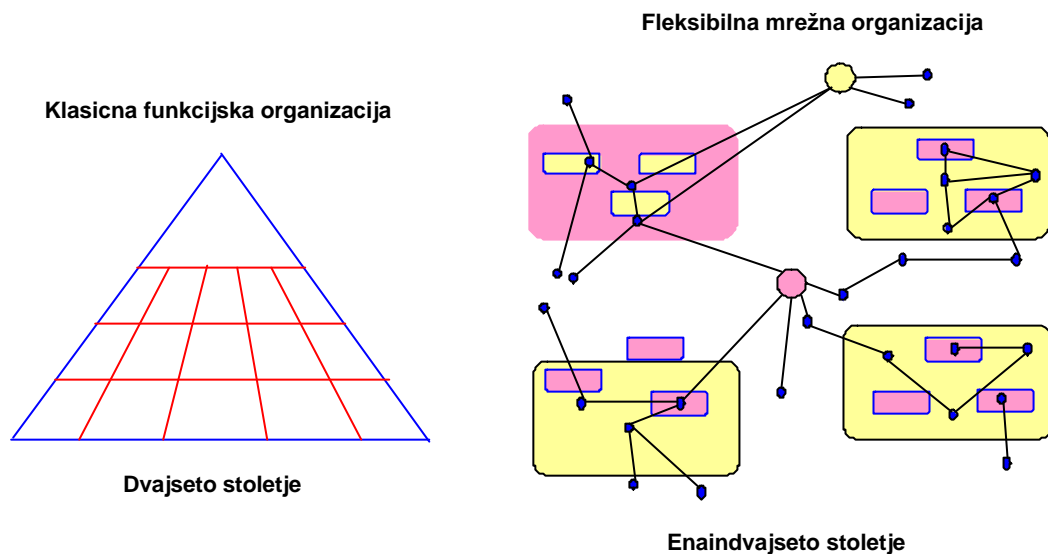 Klasicna funkcijska organizacija
Dvajseto stoletje
Fleksibilna mrežna organizacija
Enaindvajseto stoletje